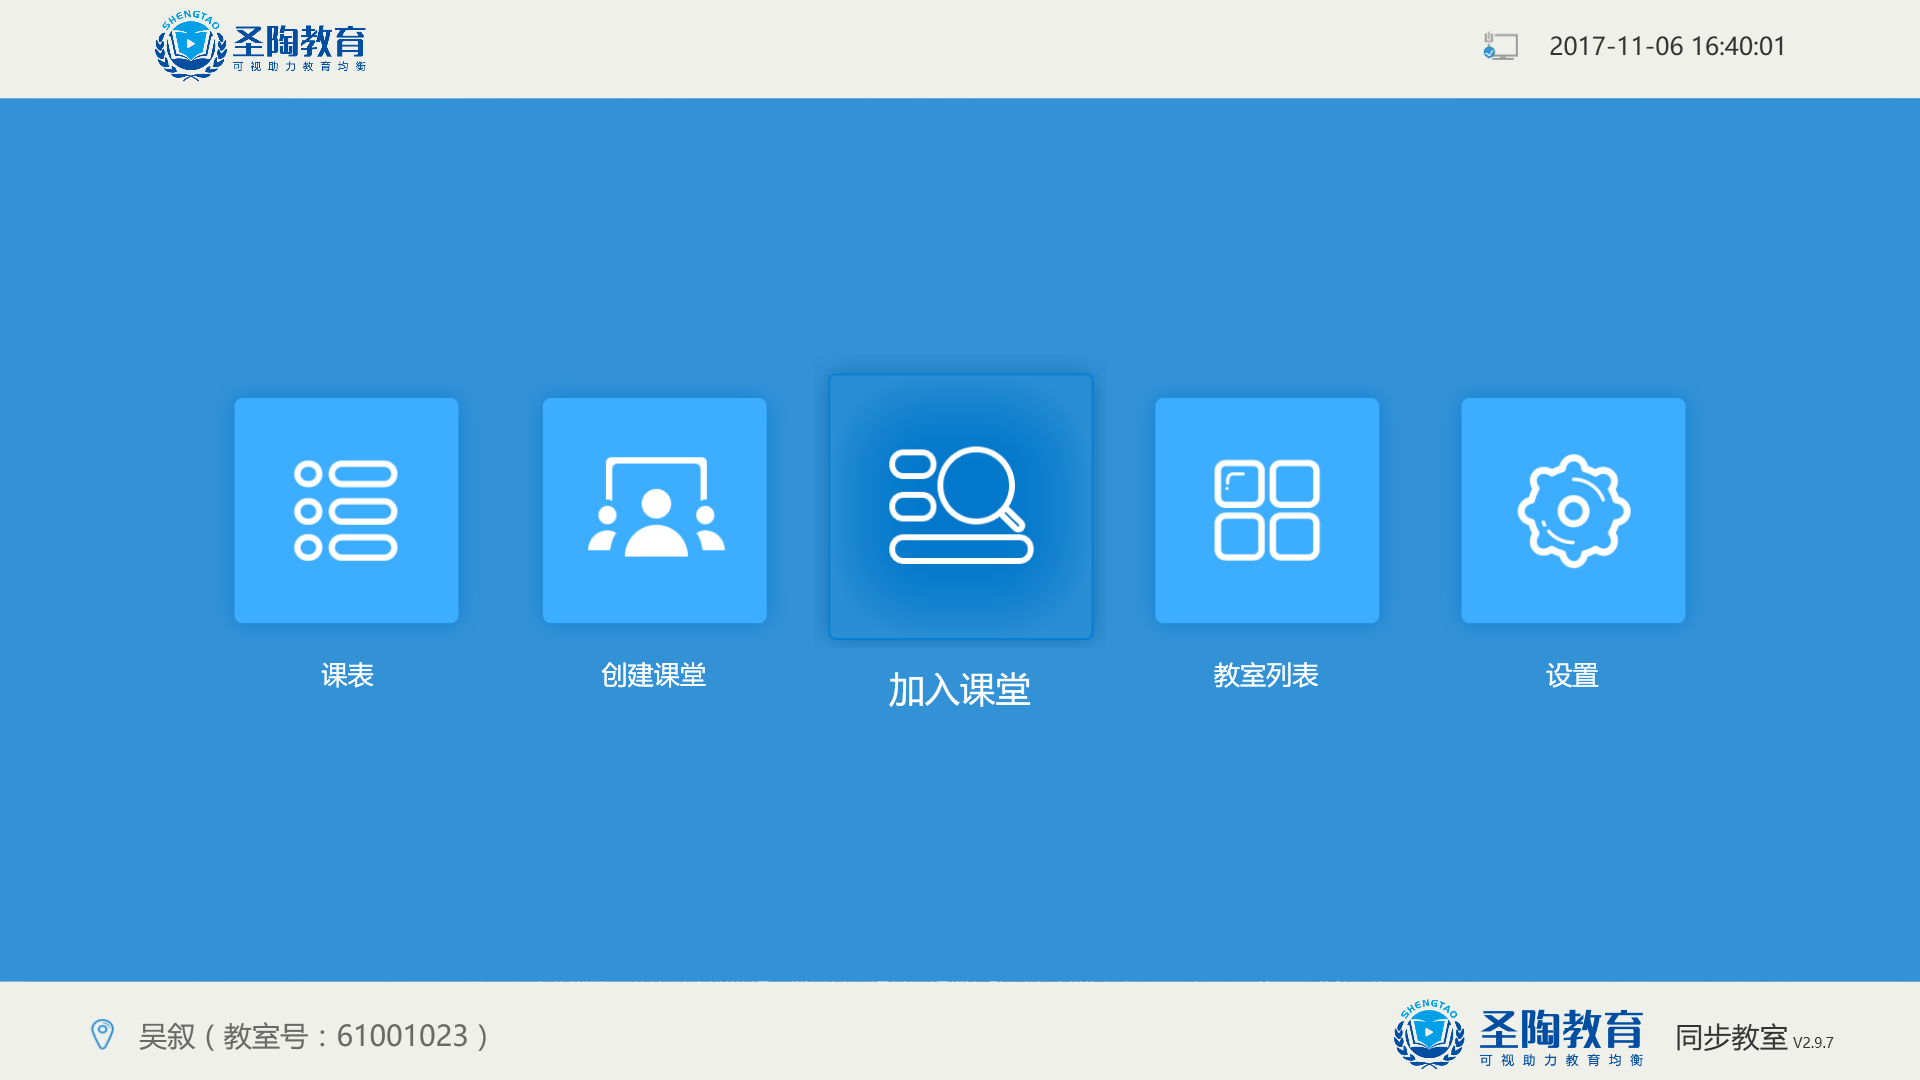 SHENGTAO
圣陶教育
可视助力教育均衡
2017-11-06 16:40:01
课表
创建课堂
加入课堂
教室列表
设置
吴叙（教室号：61001023）
SHENGTAO
圣陶教育
可视助力教育均衡
同步教室 V2.9.7